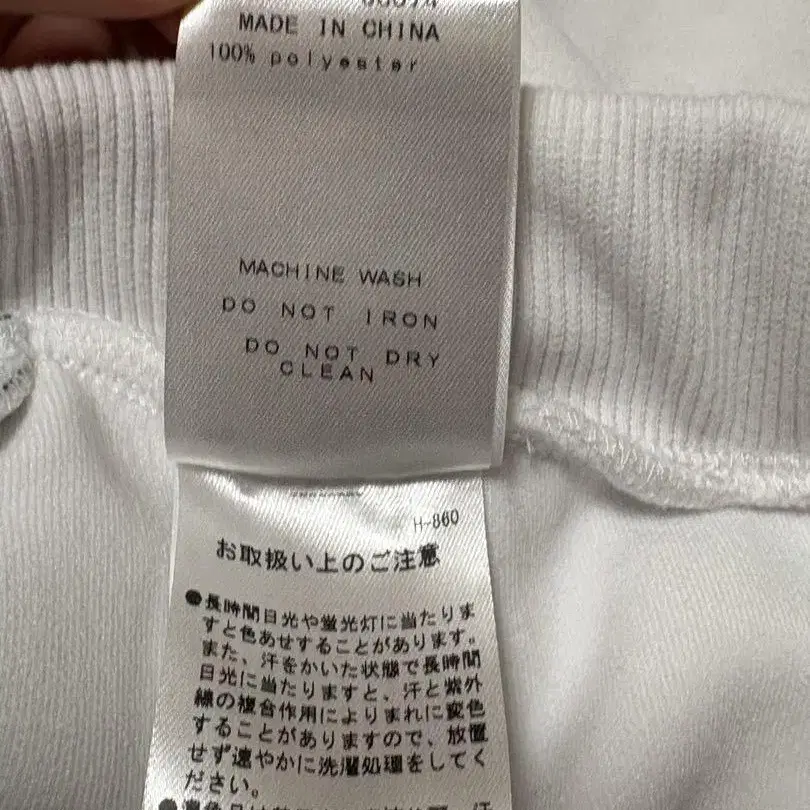 MADE IN CHINA
100% polyester
MACHINE WASH
DO NOT IRON
DO NOT DRY
CLEAN
H-860
お取扱い上のご注意
●長時間日光や蛍光灯に当たりま
すと色あせすることがあります。
また、汗をかいた状態で長時間
日光に当たりますと、汗と紫外
線の複合作用によりまれに変色
することがありますので、放置
せず速やかに洗濯処理をしてく
ださい。